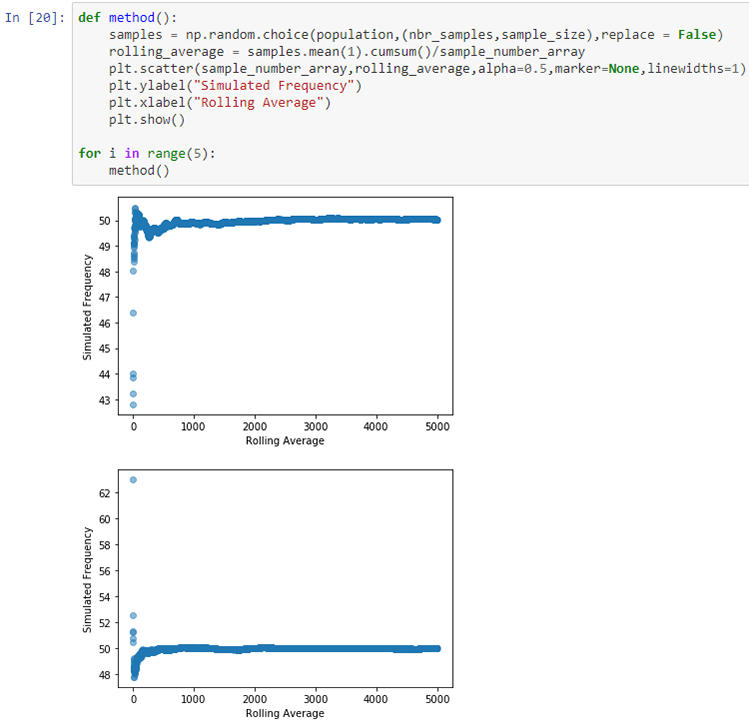 In [20]: def method():
samples = np.random.choice(population,(nbr_samples,sample_size),replace = False)
rolling_average = samples.mean(1).cumsum()/sample_number_array
plt.scatter(sample_number_array,rolling_average,alpha=0.5,marker=None,linewidths=1)
plt.ylabel("Simulated Frequency")
plt.xlabel("Rolling Average")
plt.show()
for i in range(5):
method()
50
49
48
47
46
45
44
43
Simulated Frequency
0 1000 2000 3000 4000 5000
Rolling Average
62
60
58
56
54
52
50
48
Simulated Frequency
0 1000 2000 3000 4000 5000
Rolling Average